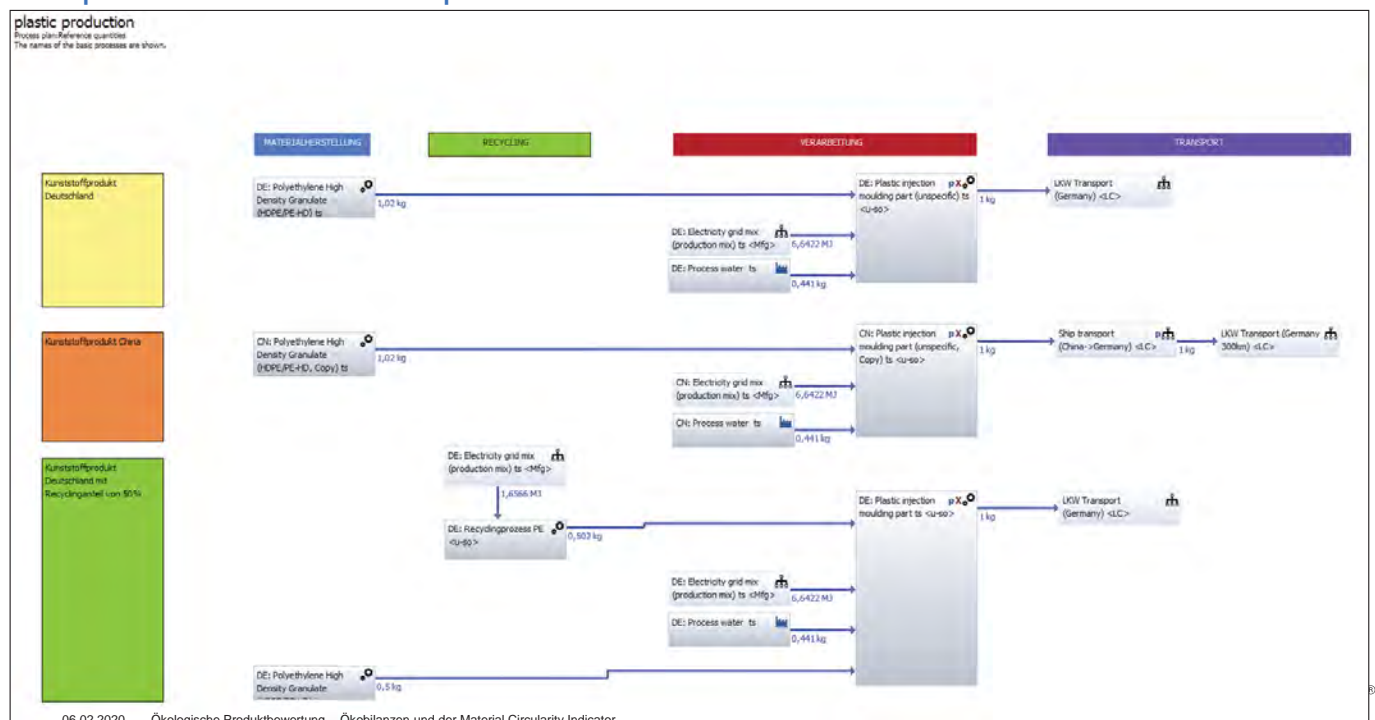 plastic production
Process plan:Reference quantities
The names of the basic processes are shown.
MATERIALHERSTELLUNG
RECYCLING
VERARBEITUNG
TRANSPORT
Kunststoffprodukt
Deutschland
DE: Polyethylene High
Density Granulate
(HDPE/PE-HD) ts
1,02 kg
DE: Plastic injection pX
moulding part (unspecific) ts
<u-so>
1 kg
LKW Transport
(Germany) <LC>
DE: Electricity grid mix
(production mix) ts <Mfg>
6,6422 MJ
DE: Process water ts
0,441 kg
Kunststoffprodukt China
CN: Polyethylene High
Density Granulate
(HDPE/PE-HD, Copy) ts
1,02 kg
CN: Plastic injection pX
moulding part (unspecific,
Copy) ts <u-so>
1 kg
Ship transport p
(China->Germany) <LC>
1 kg
LKW Transport (Germany
300km) <LC>
CN: Electricity grid mix
(production mix) ts <Mfg>
6,6422 MJ
CN: Process water ts
0,441 kg
Kunststoffprodukt
Deutschland mit
Recyclinganteil von 50%
DE: Electricity grid mix
(production mix) ts <Mfg>
1,6566 MJ
DE: Recyclingprozess PE
<u-so>
0,502 kg
DE: Plastic injection pX
moulding part ts <u-so>
1 kg
LKW Transport
(Germany) <LC>
DE: Electricity grid mix
(production mix) ts <Mfg>
6,6422 MJ
DE: Process water ts
0,441 kg
DE: Polyethylene High
Density Granulate
0,5 kg
®
06.02.2020 Ökologische Produktbewertung – Ökobilanzen und der Material Circularity Indicator